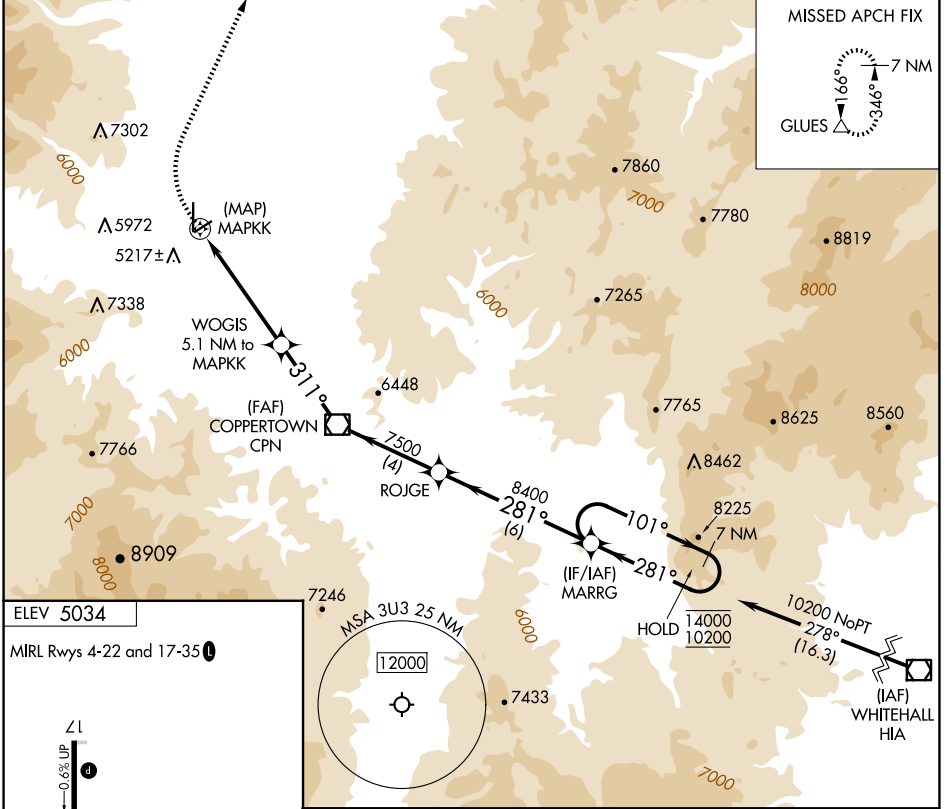 MISSED APCH FIX
7 NM
166°
346°
GLUES
7302
6000
7860
7000
7780
(MAP)
MAPKK
5972
5217±
8819
8000
7265
6000
7338
6000
WOGIS
5.1 NM to
MAPKK
311°
6448
(FAF)
COPPERTOWN
CPN
7765
8625
8560
7500
(4)
7766
8462
ROJGE
8400
281°
(6)
7000
101°
8225
7 NM
8909
8000
281°
(IF/IAF)
MARRG
7246
10200 NoPT
278°
(16.3)
HOLD
14000
10200
6000
ELEV 5034
MSA 3U3 25 NM
MIRL Rwys 4-22 and 17-35 L
12000
7433
(IAF)
WHITEHALL
HIA
17
0.6% UP
P
7000